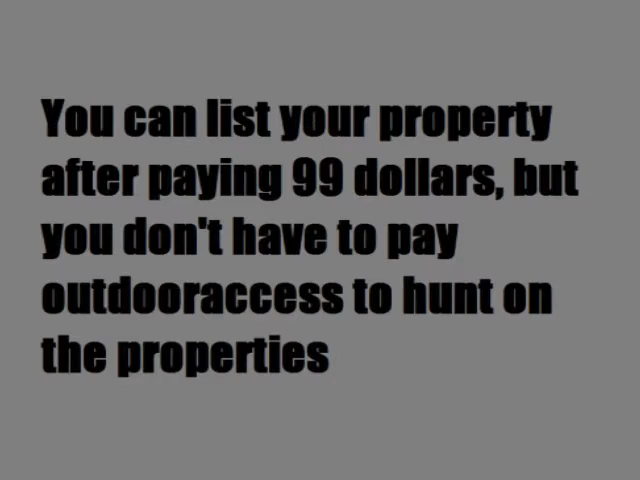 You can list your property
after paying 99 dollars, but
you don't have to pay
outdooraccess to hunt on
the properties